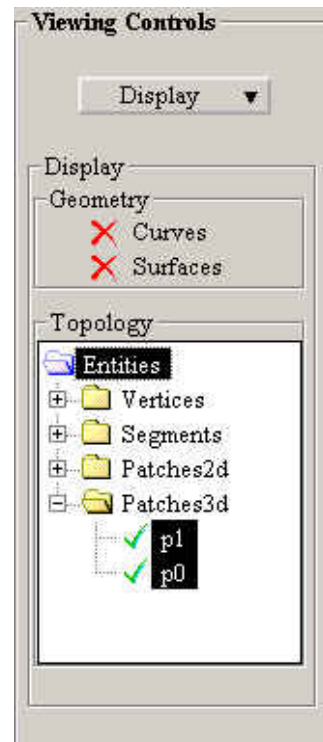 Viewing Controls
Display
Display
Geometry
Curves
Surfaces
Topology
Entities
Vertices
Segments
Patches2d
Patches3d
p1
p0